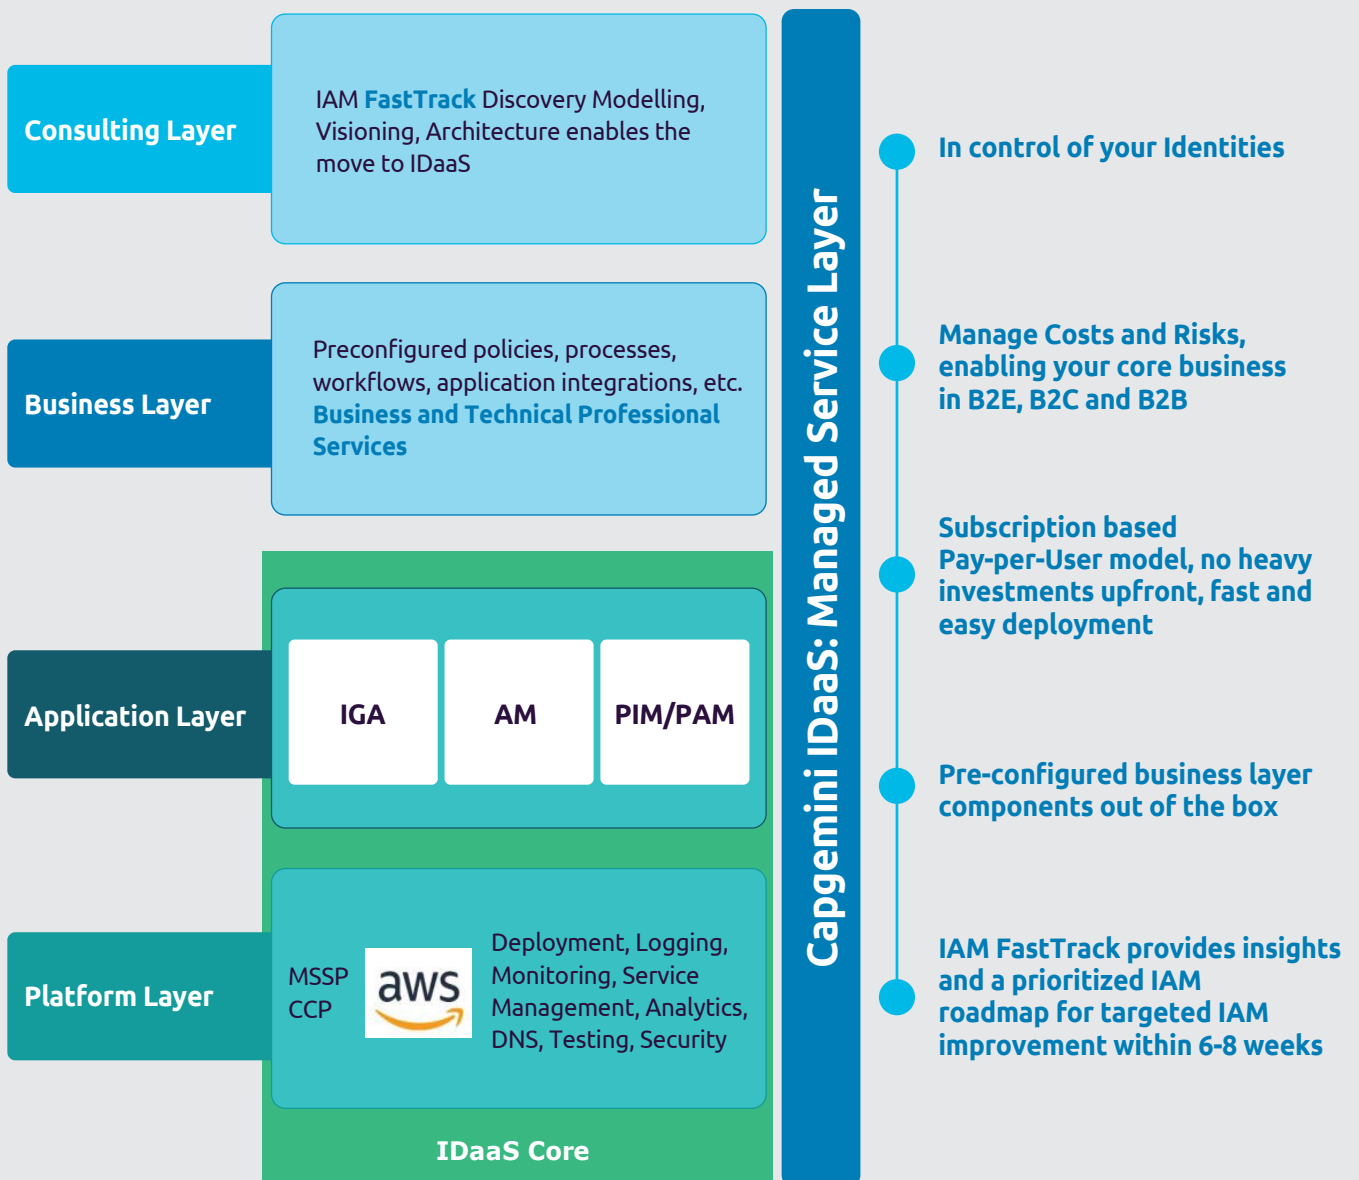 Consulting Layer
IAM FastTrack Discovery Modelling,
Visioning, Architecture enables the
move to IDaaS
Business Layer
Preconfigured policies, processes,
workflows, application integrations, etc.
Business and Technical Professional
Services
Application Layer
IGA
AM
PIM/PAM
Platform Layer
MSSP
CCP
aws
Deployment, Logging,
Monitoring, Service
Management, Analytics,
DNS, Testing, Security
IDaaS Core
Capgemini IDaaS: Managed Service Layer
In control of your Identities
Manage Costs and Risks,
enabling your core business
in B2E, B2C and B2B
Subscription based
Pay-per-User model, no heavy
investments upfront, fast and
easy deployment
Pre-configured business layer
components out of the box
IAM FastTrack provides insights
and a prioritized IAM
roadmap for targeted IAM
improvement within 6-8 weeks